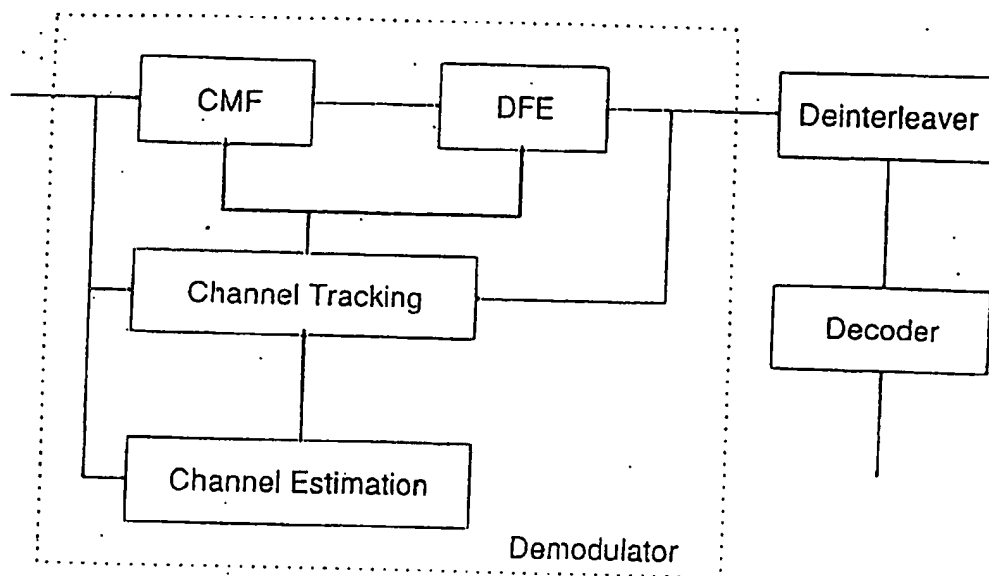 CMF
DFE
Deinterleaver
Channel Tracking
Decoder
Channel Estimation
Demodulator